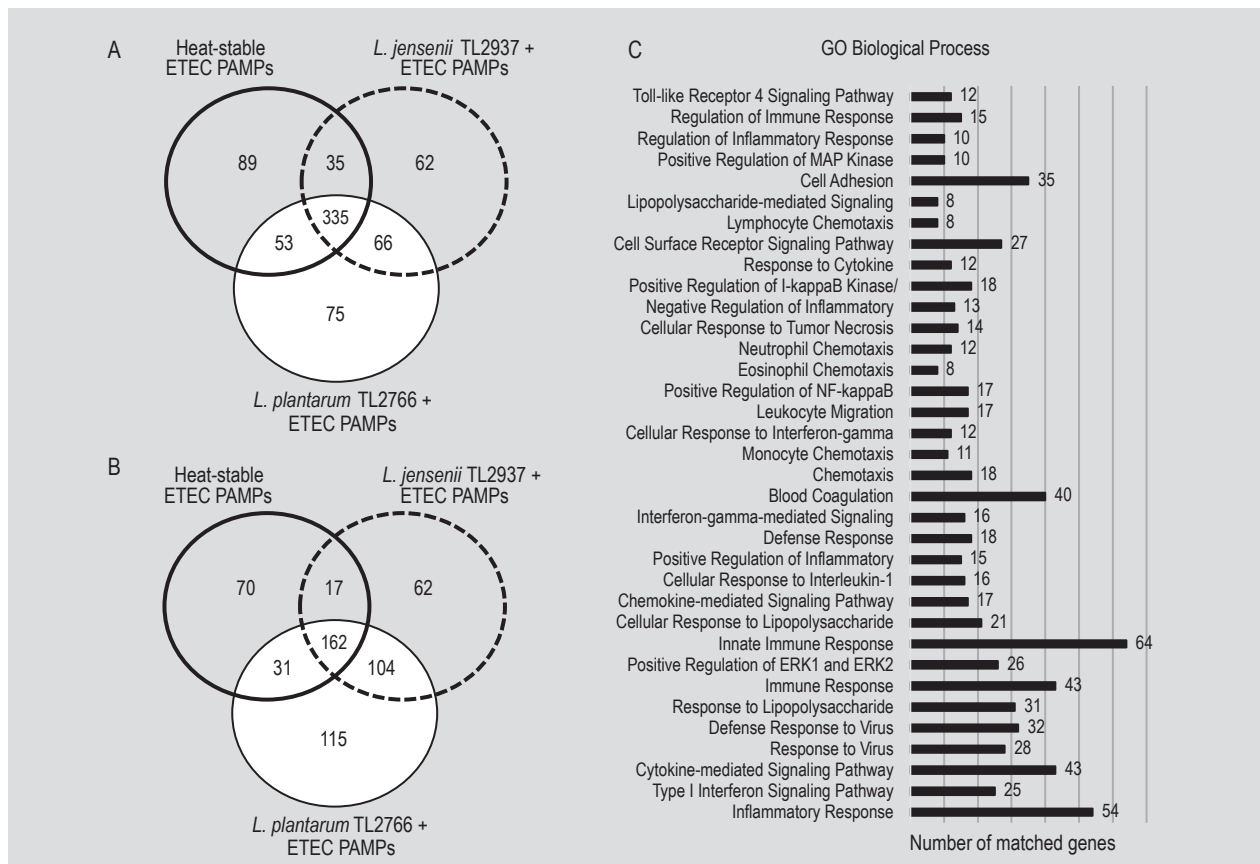 A
Heat-stable
ETEC PAMPs
L. jensenii TL2937 +
ETEC PAMPs
89
35
62
335
53
66
75
L. plantarum TL2766 +
ETEC PAMPs
B
Heat-stable
ETEC PAMPs
L. jensenii TL2937 +
ETEC PAMPs
70
17
62
162
31
104
115
L. plantarum TL2766 +
ETEC PAMPs
C
GO Biological Process
Toll-like Receptor 4 Signaling Pathway 12
Regulation of Immune Response 15
Regulation of Inflammatory Response 10
Positive Regulation of MAP Kinase 10
Cell Adhesion 35
Lipopolysaccharide-mediated Signaling 8
Lymphocyte Chemotaxis 8
Cell Surface Receptor Signaling Pathway 27
Response to Cytokine 12
Positive Regulation of I-kappaB Kinase/ 18
Negative Regulation of Inflammatory 13
Cellular Response to Tumor Necrosis 14
Neutrophil Chemotaxis 12
Eosinophil Chemotaxis 8
Positive Regulation of NF-kappaB 17
Leukocyte Migration 17
Cellular Response to Interferon-gamma 12
Monocyte Chemotaxis 11
Chemotaxis 18
Blood Coagulation 40
Interferon-gamma-mediated Signaling 16
Defense Response 18
Positive Regulation of Inflammatory 15
Cellular Response to Interleukin-1 16
Chemokine-mediated Signaling Pathway 17
Cellular Response to Lipopolysaccharide 21
Innate Immune Response 64
Positive Regulation of ERK1 and ERK2 26
Immune Response 43
Response to Lipopolysaccharide 31
Defense Response to Virus 32
Response to Virus 28
Cytokine-mediated Signaling Pathway 43
Type I Interferon Signaling Pathway 25
Inflammatory Response 54
Number of matched genes